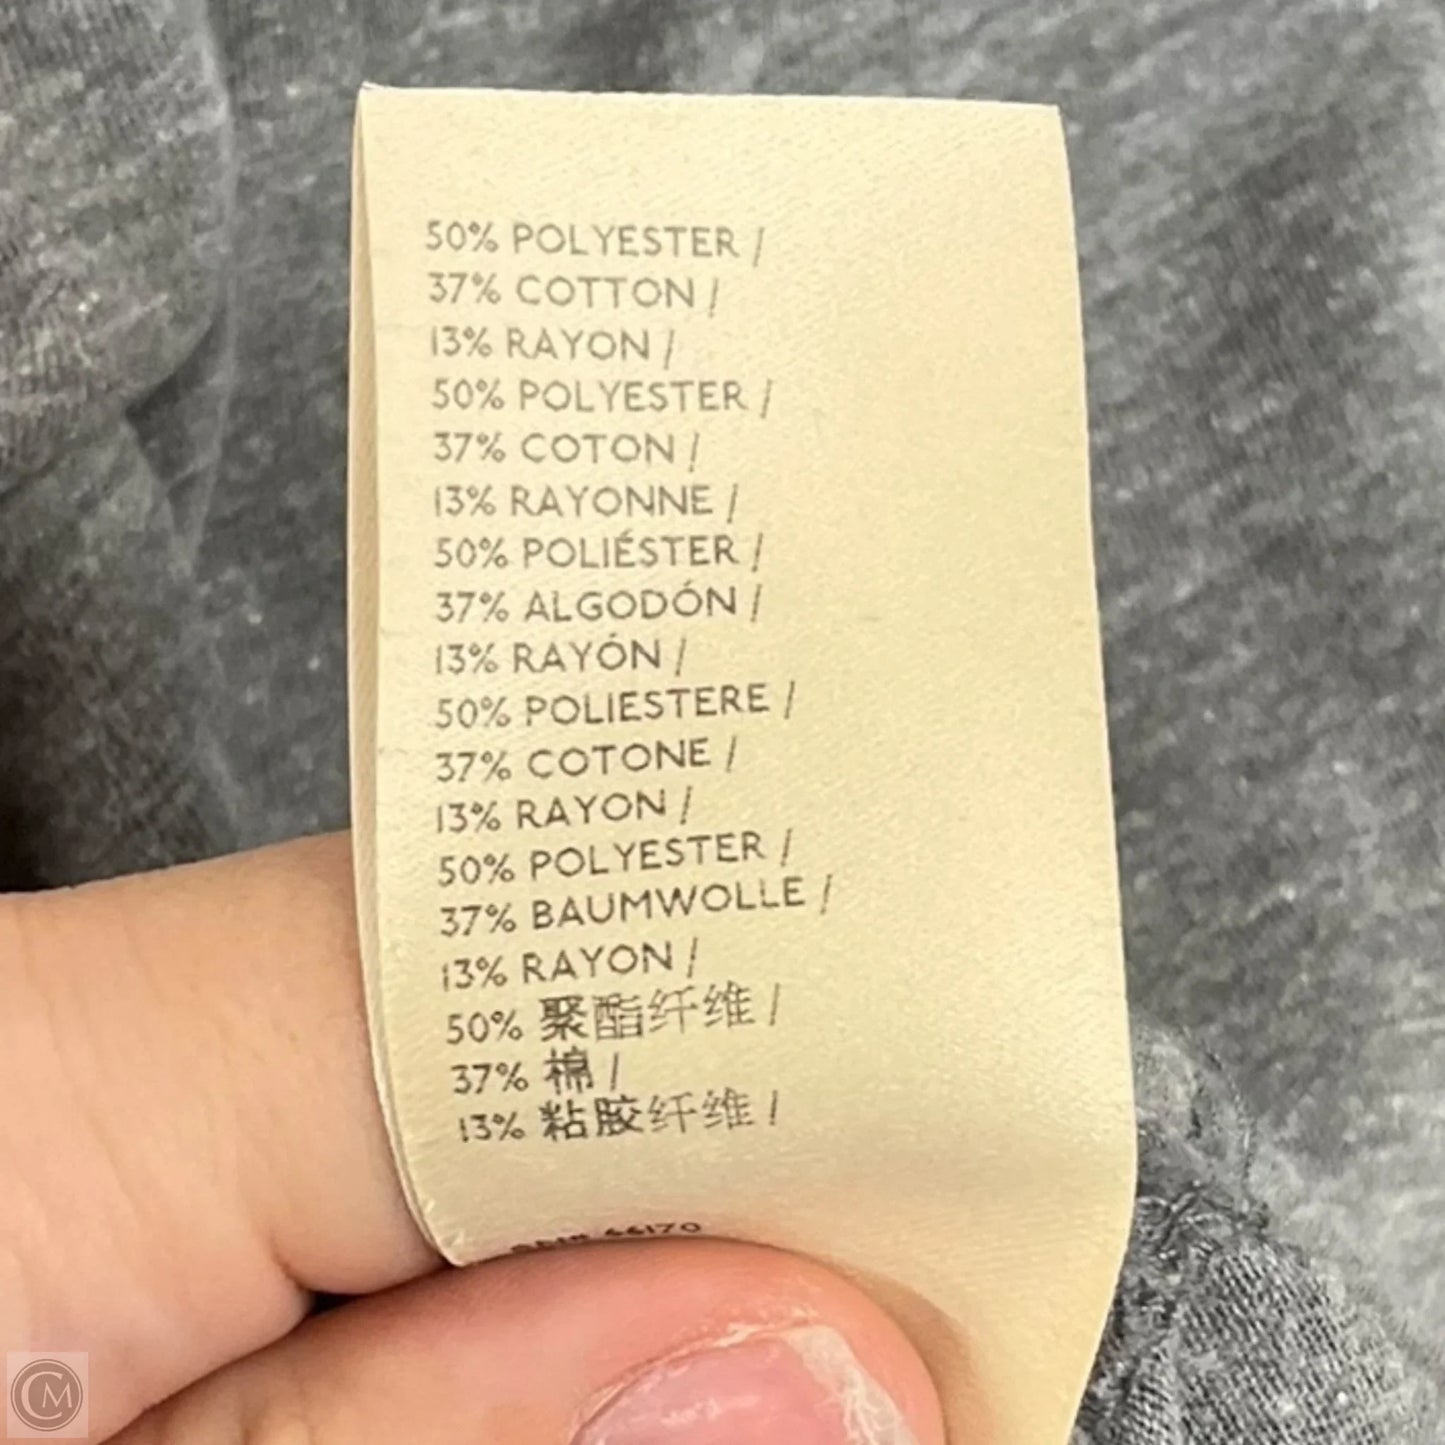 50% POLYESTER /
37% COTTON /
13% RAYON /
50% POLYESTER /
37% COTON /
13% RAYONNE /
50% POLIÉSTER /
37% ALGODÓN /
13% RAYÓN /
50% POLIESTERE /
37% COTONE /
13% RAYON /
50% POLYESTER /
37% BAUMWOLLE /
13% RAYON /
50% 聚酯纤维 /
37% 棉 /
13% 粘胶纤维 /
66170
CM